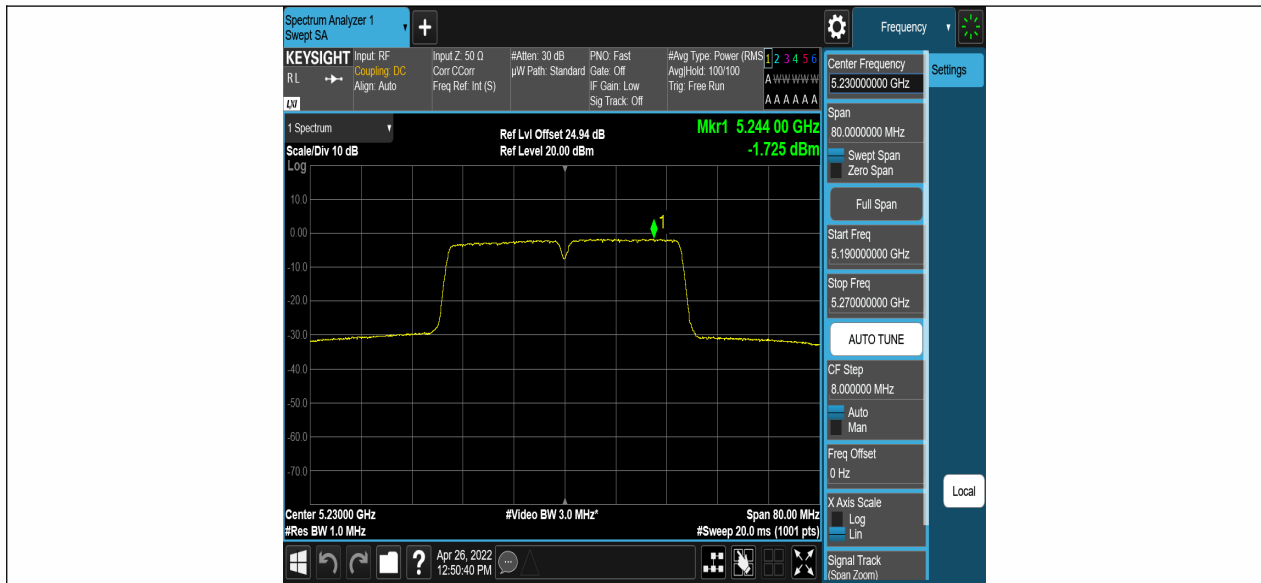 Spectrum Analyzer 1
Swept SA
+
Frequency
KEYSIGHT
R L
LXI
Input: RF
Coupling: DC
Align: Auto
Input Z: 50 Ω
Corr CCorr
Freq Ref: Int (S)
#Atten: 30 dB
µW Path: Standard
PNO: Fast
Gate: Off
IF Gain: Low
Sig Track: Off
#Avg Type: Power (RMS
Avg|Hold: 100/100
Trig: Free Run
1 2 3 4 5 6
A W W W W W
A A A A A A
1 Spectrum
Scale/Div 10 dB
Ref Lvl Offset 24.94 dB
Ref Level 20.00 dBm
Mkr1 5.244 00 GHz
-1.725 dBm
Log
10.0
0.00
-10.0
-20.0
-30.0
-40.0
-50.0
-60.0
-70.0
1
Center 5.23000 GHz
#Res BW 1.0 MHz
#Video BW 3.0 MHz*
Span 80.00 MHz
#Sweep 20.0 ms (1001 pts)
Center Frequency
5.230000000 GHz
Settings
Span
80.0000000 MHz
Swept Span
Zero Span
Full Span
Start Freq
5.190000000 GHz
Stop Freq
5.270000000 GHz
AUTO TUNE
CF Step
8.000000 MHz
Auto
Man
Freq Offset
0 Hz
X Axis Scale
Log
Lin
Local
Signal Track
(Span Zoom)
?
Apr 26, 2022
12:50:40 PM